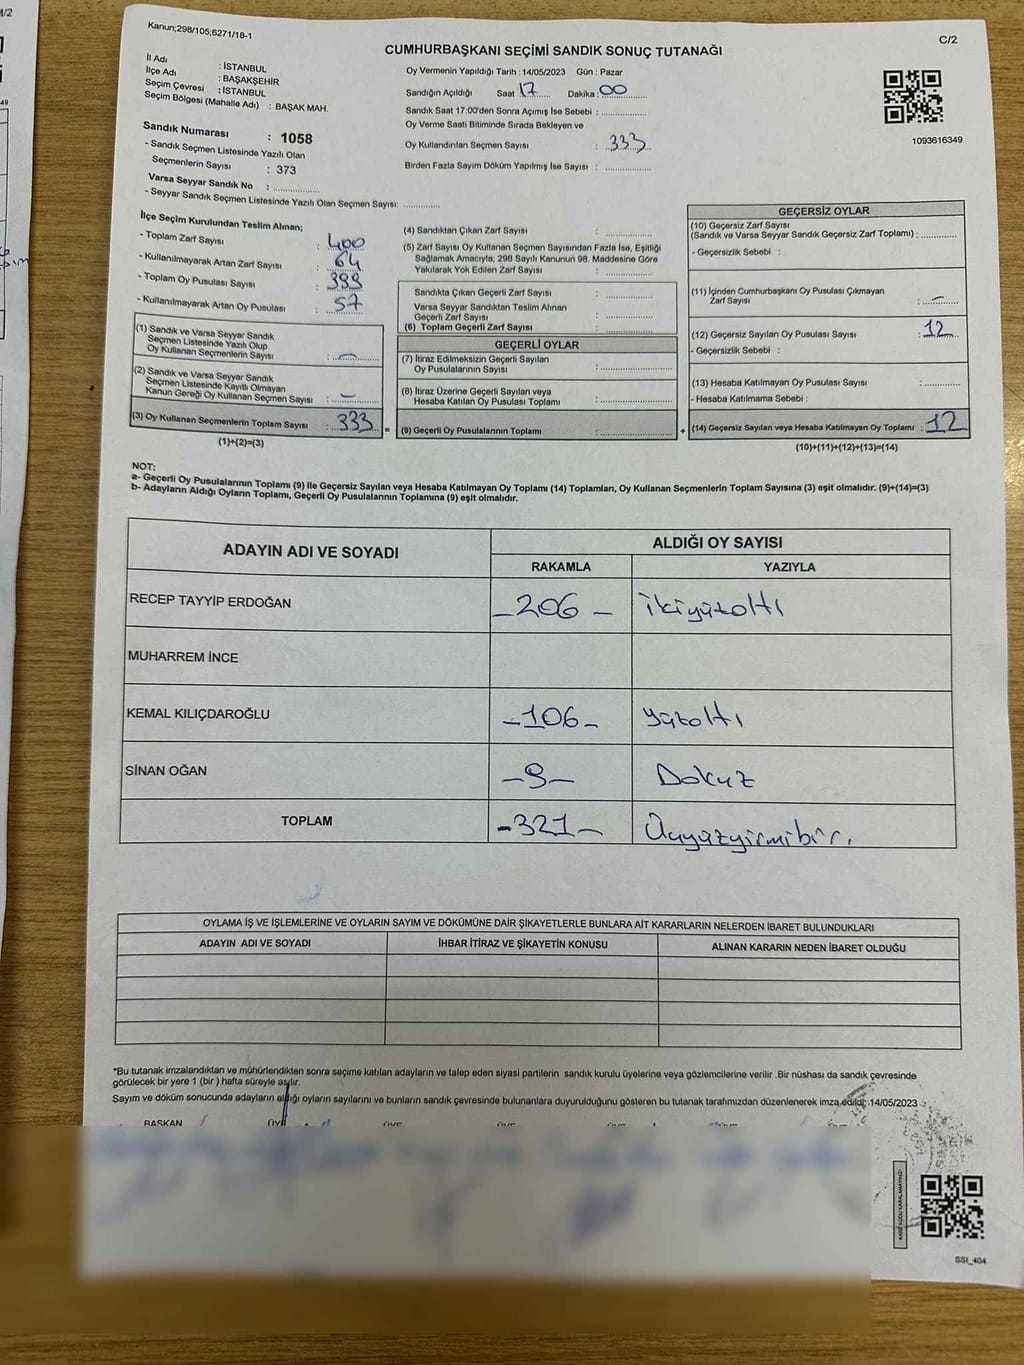 Kanun;298/105;6271/18-1
C/2
CUMHURBAŞKANI SEÇİMİ SANDIK SONUÇ TUTANAĞI
İl Adı : İSTANBUL
İlçe Adı : BAŞAKŞEHİR
Seçim Çevresi : İSTANBUL
Seçim Bölgesi (Mahalle Adı) : BAŞAK MAH.
Sandık Numarası : 1058
- Sandık Seçmen Listesinde Yazılı Olan
Seçmenlerin Sayısı : 373
Varsa Seyyar Sandık No :
- Seyyar Sandık Seçmen Listesinde Yazılı Olan Seçmen Sayısı:
Oy Vermenin Yapıldığı Tarih :14/05/2023 Gün : Pazar
Sandığın Açıldığı Saat : 17 Dakika : 00
Sandık Saat 17:00'den Sonra Açımış İse Sebebi :
Oy Verme Saati Bitiminde Sırada Bekleyen ve
Oy Kullandırılan Seçmen Sayısı : 333
Birden Fazla Sayım Döküm Yapılmış İse Sayısı :
1093616349
İlçe Seçim Kurulundan Teslim Alınan;
- Toplam Zarf Sayısı : 400
- Kullanılmayarak Artan Zarf Sayısı : 64
- Toplam Oy Pusulası Sayısı : 399
- Kullanılmayarak Artan Oy Pusulası : 57
(1) Sandık ve Varsa Seyyar Sandık
Seçmen Listesinde Yazılı Olup
Oy Kullanan Seçmenlerin Sayısı : —
(2) Sandık ve Varsa Seyyar Sandık
Seçmen Listesinde Kayıtlı Olmayan
Kanun Gereği Oy Kullanan Seçmen Sayısı : —
(3) Oy Kullanan Seçmenlerin Toplam Sayısı : 333
(1)+(2)=(3)
=
(4) Sandıktan Çıkan Zarf Sayısı :
(5) Zarf Sayısı Oy Kullanan Seçmen Sayısından Fazla İse, Eşitliği
Sağlamak Amacıyla; 298 Sayılı Kanunun 98. Maddesine Göre
Yakılarak Yok Edilen Zarf Sayısı :
Sandıkta Çıkan Geçerli Zarf Sayısı :
Varsa Seyyar Sandıktan Teslim Alınan
Geçerli Zarf Sayısı :
(6) Toplam Geçerli Zarf Sayısı :
GEÇERLİ OYLAR
(7) İtiraz Edilmeksizin Geçerli Sayılan
Oy Pusulalarının Sayısı :
(8) İtiraz Üzerine Geçerli Sayılan veya
Hesaba Katılan Oy Pusulası Toplamı :
(9) Geçerli Oy Pusulalarının Toplamı :
+
GEÇERSİZ OYLAR
(10) Geçersiz Zarf Sayısı
(Sandık ve Varsa Seyyar Sandık Geçersiz Zarf Toplamı) :
- Geçersizlik Sebebi :
(11) İçinden Cumhurbaşkanı Oy Pusulası Çıkmayan
Zarf Sayısı : —
(12) Geçersiz Sayılan Oy Pusulası Sayısı : 12
- Geçersizlik Sebebi :
(13) Hesaba Katılmayan Oy Pusulası Sayısı :
- Hesaba Katılmama Sebebi :
(14) Geçersiz Sayılan veya Hesaba Katılmayan Oy Toplamı : 12
(10)+(11)+(12)+(13)=(14)
NOT:
a- Geçerli Oy Pusulalarının Toplamı (9) ile Geçersiz Sayılan veya Hesaba Katılmayan Oy Toplamı (14) Toplamları, Oy Kullanan Seçmenlerin Toplam Sayısına (3) eşit olmalıdır. (9)+(14)=(3)
b- Adayların Aldığı Oyların Toplamı, Geçerli Oy Pusulalarının Toplamına (9) eşit olmalıdır.
ADAYIN ADI VE SOYADI ALDIĞI OY SAYISI
RAKAMLA YAZIYLA
RECEP TAYYİP ERDOĞAN -206- ikiyüzaltı
MUHARREM İNCE
KEMAL KILIÇDAROĞLU -106- yüzaltı
SİNAN OĞAN -9- Dokuz
TOPLAM -321- Üçyüzyirmibir.
OYLAMA İŞ VE İŞLEMLERİNE VE OYLARIN SAYIM VE DÖKÜMÜNE DAİR ŞİKAYETLERLE BUNLARA AİT KARARLARIN NELERDEN İBARET BULUNDUKLARI
ADAYIN ADI VE SOYADI İHBAR İTİRAZ VE ŞİKAYETİN KONUSU ALINAN KARARIN NEDEN İBARET OLDUĞU
*Bu tutanak imzalandıktan ve mühürlendikten sonra seçime katılan adayların ve talep eden siyasi partilerin sandık kurulu üyelerine veya gözlemcilerine verilir .Bir nüshası da sandık çevresinde
görülecek bir yere 1 (bir ) hafta süreyle asılır.
Sayım ve döküm sonucunda adayların aldığı oyların sayılarını ve bunların sandık çevresinde bulunanlara duyurulduğunu gösteren bu tutanak tarafımızdan düzenlenerek imza edildi. 14/05/2023
BAŞKAN ÜYE ÜYE ÜYE ÜYE ÜYE ÜYE
KARE KODU KARALAMAYINIZ!
SSI_404